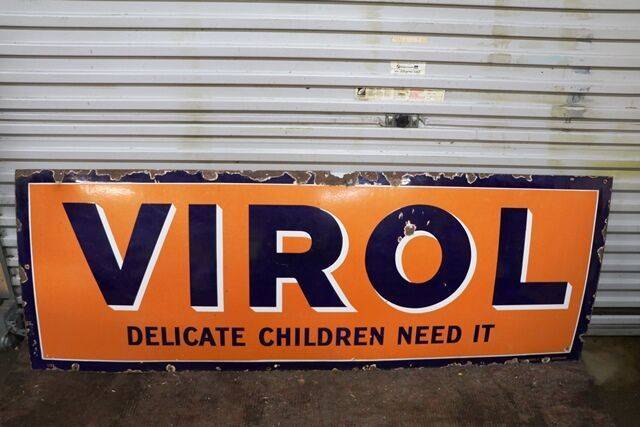 VIROL
DELICATE CHILDREN NEED IT